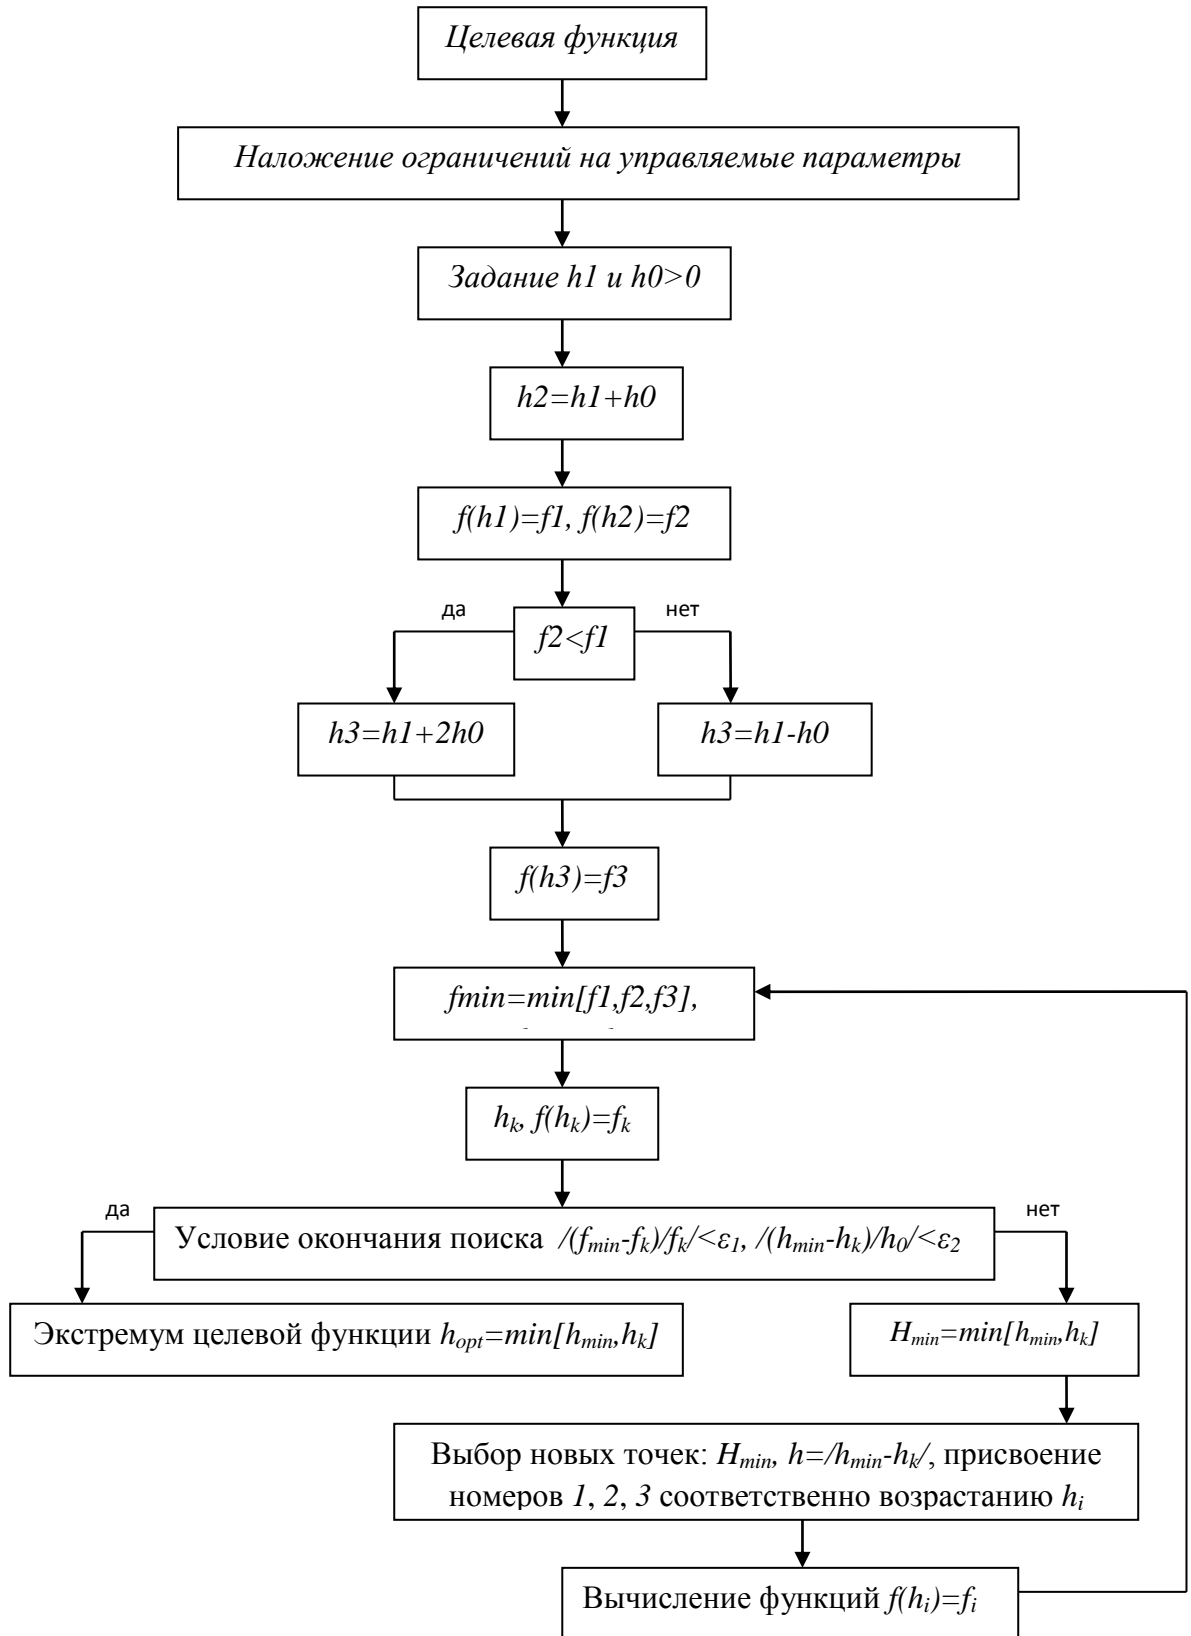 Целевая функция
Наложение ограничений на управляемые параметры
Задание h1 и h0>0
h2=h1+h0
f(h1)=f1, f(h2)=f2
да
нет
f2<f1
h3=h1+2h0
h3=h1-h0
f(h3)=f3
fmin=min[f1,f2,f3],
hₖ, f(hₖ)=fₖ
да
нет
Условие окончания поиска /(fₘᵢₙ-fₖ)/fₖ/<ε₁, /(hₘᵢₙ-hₖ)/h₀/<ε₂
Экстремум целевой функции hₒₚₜ=min[hₘᵢₙ,hₖ]
Hₘᵢₙ=min[hₘᵢₙ,hₖ]
Выбор новых точек: Hₘᵢₙ, h=/hₘᵢₙ-hₖ/, присвоение
номеров 1, 2, 3 соответственно возрастанию hᵢ
Вычисление функций f(hᵢ)=fᵢ